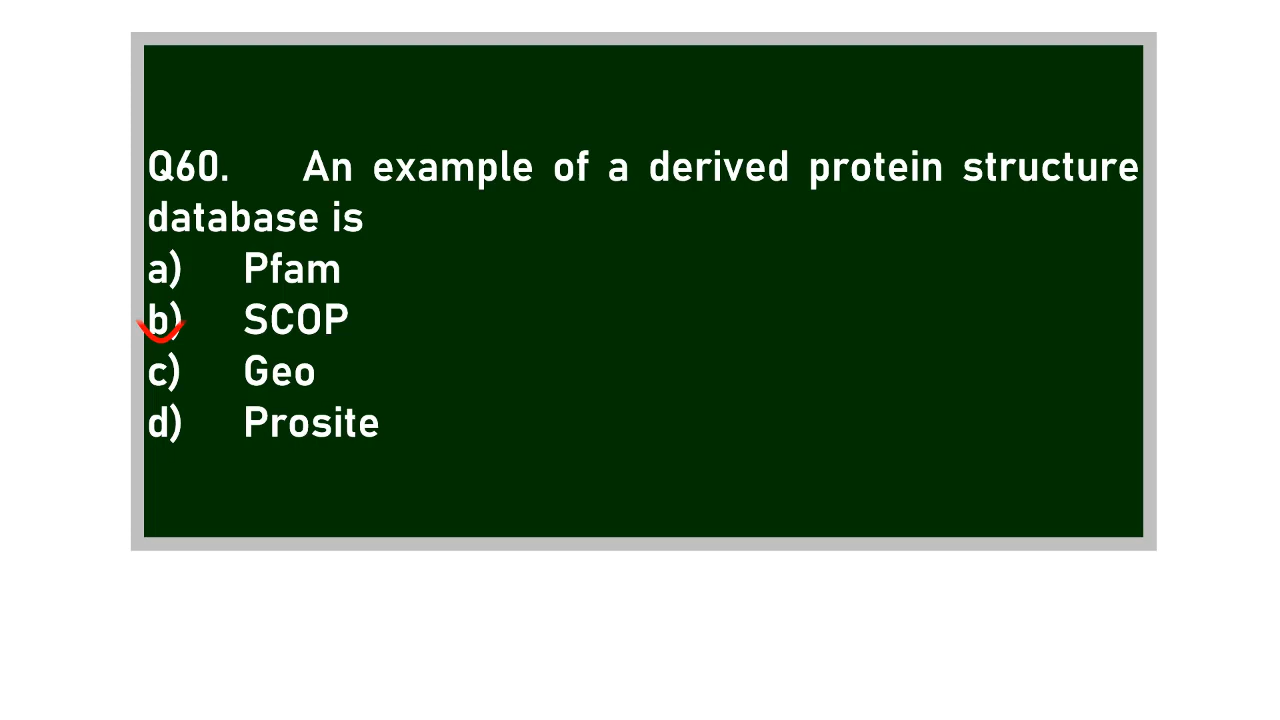 Q60. An example of a derived protein structure
database is
a) Pfam
b) SCOP
c) Geo
d) Prosite